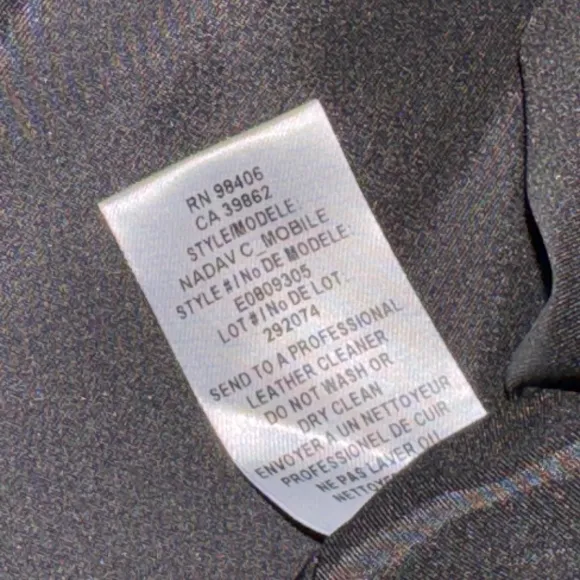 RN 98406
CA 39862
STYLE/MODELE:
NADAV C_MOBILE
STYLE # / No DE MODELE:
E0809305
LOT # / No DE LOT:
292074
SEND TO A PROFESSIONAL
LEATHER CLEANER
DO NOT WASH OR
DRY CLEAN
ENVOYER A UN NETTOYEUR
PROFESSIONEL DE CUIR
NE PAS LAVER OU